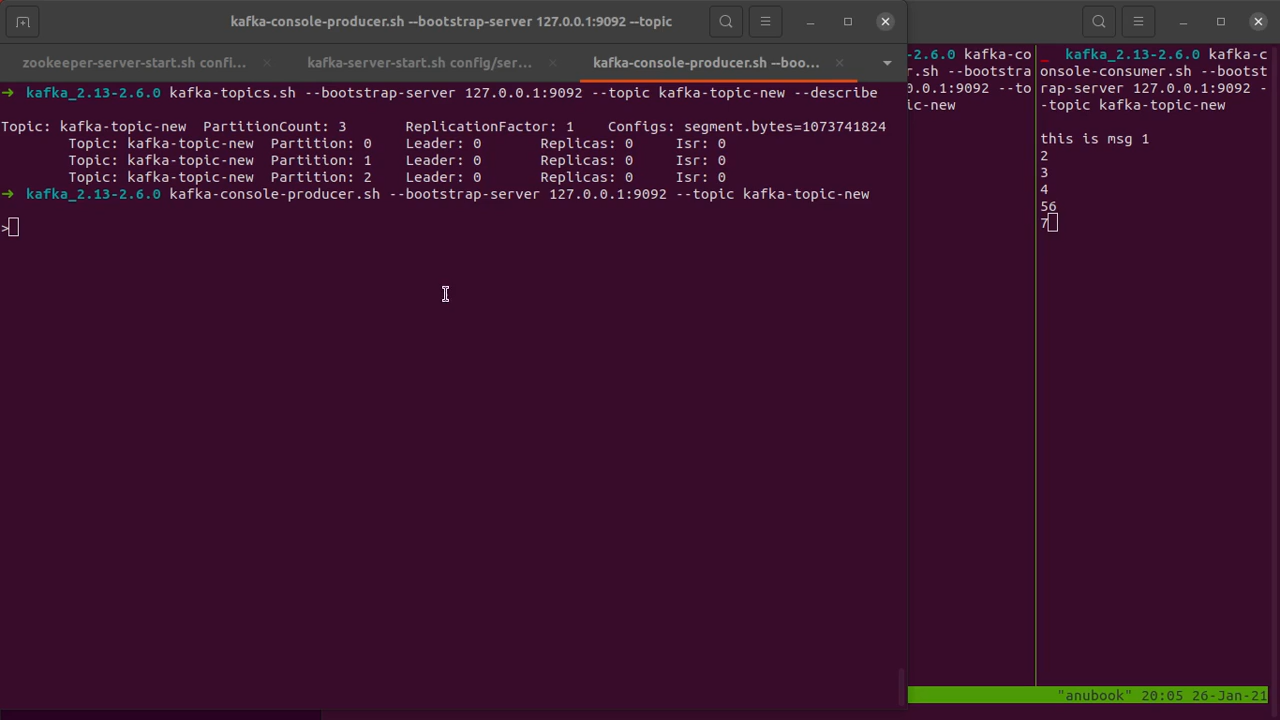 kafka-console-producer.sh --bootstrap-server 127.0.0.1:9092 --topic
zookeeper-server-start.sh confi...
kafka-server-start.sh config/ser...
kafka-console-producer.sh --boo...
➜ kafka_2.13-2.6.0 kafka-topics.sh --bootstrap-server 127.0.0.1:9092 --topic kafka-topic-new --describe
Topic: kafka-topic-new PartitionCount: 3 ReplicationFactor: 1 Configs: segment.bytes=1073741824
Topic: kafka-topic-new Partition: 0 Leader: 0 Replicas: 0 Isr: 0
Topic: kafka-topic-new Partition: 1 Leader: 0 Replicas: 0 Isr: 0
Topic: kafka-topic-new Partition: 2 Leader: 0 Replicas: 0 Isr: 0
➜ kafka_2.13-2.6.0 kafka-console-producer.sh --bootstrap-server 127.0.0.1:9092 --topic kafka-topic-new
>
-2.6.0 kafka-co
r.sh --bootstra
0.0.1:9092 --to
ic-new
_ kafka_2.13-2.6.0 kafka-c
onsole-consumer.sh --bootst
rap-server 127.0.0.1:9092 -
-topic kafka-topic-new
this is msg 1
2
3
4
56
7
"anubook" 20:05 26-Jan-21